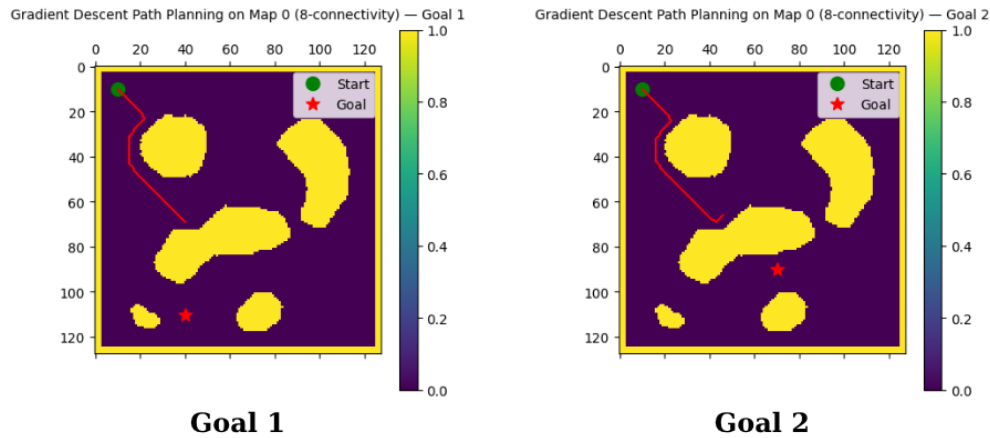 Gradient Descent Path Planning on Map 0 (8-connectivity) — Goal 1
0 20 40 60 80 100 120
0
20
40
60
80
100
120
Start
Goal
1.0
0.8
0.6
0.4
0.2
0.0
Goal 1
Gradient Descent Path Planning on Map 0 (8-connectivity) — Goal 2
0 20 40 60 80 100 120
0
20
40
60
80
100
120
Start
Goal
1.0
0.8
0.6
0.4
0.2
0.0
Goal 2